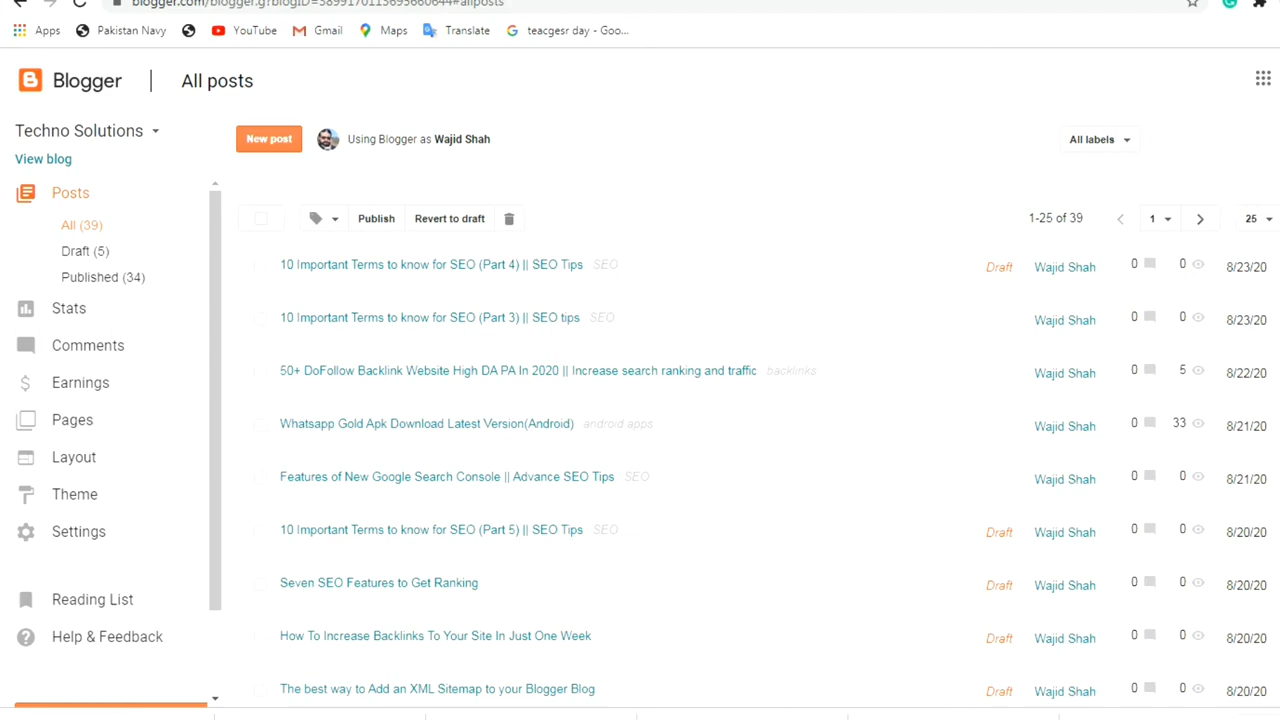 blogger.com/blogger.g?blogID=3899170113695660644#allposts
Apps Pakistan Navy YouTube Gmail Maps Translate teacgesr day - Goo...
Blogger All posts
Techno Solutions
View blog
New post Using Blogger as Wajid Shah All labels
Posts
All (39)
Draft (5)
Published (34)
Stats
Comments
Earnings
Pages
Layout
Theme
Settings
Reading List
Help & Feedback
Publish Revert to draft 1-25 of 39 1 25
10 Important Terms to know for SEO (Part 4) || SEO Tips SEO Draft Wajid Shah 0 0 8/23/20
10 Important Terms to know for SEO (Part 3) || SEO tips SEO Wajid Shah 0 0 8/23/20
50+ DoFollow Backlink Website High DA PA In 2020 || Increase search ranking and traffic backlinks Wajid Shah 0 5 8/22/20
Whatsapp Gold Apk Download Latest Version(Android) android apps Wajid Shah 0 33 8/21/20
Features of New Google Search Console || Advance SEO Tips SEO Wajid Shah 0 0 8/21/20
10 Important Terms to know for SEO (Part 5) || SEO Tips SEO Draft Wajid Shah 0 0 8/20/20
Seven SEO Features to Get Ranking Draft Wajid Shah 0 0 8/20/20
How To Increase Backlinks To Your Site In Just One Week Draft Wajid Shah 0 0 8/20/20
The best way to Add an XML Sitemap to your Blogger Blog Draft Wajid Shah 0 0 8/20/20